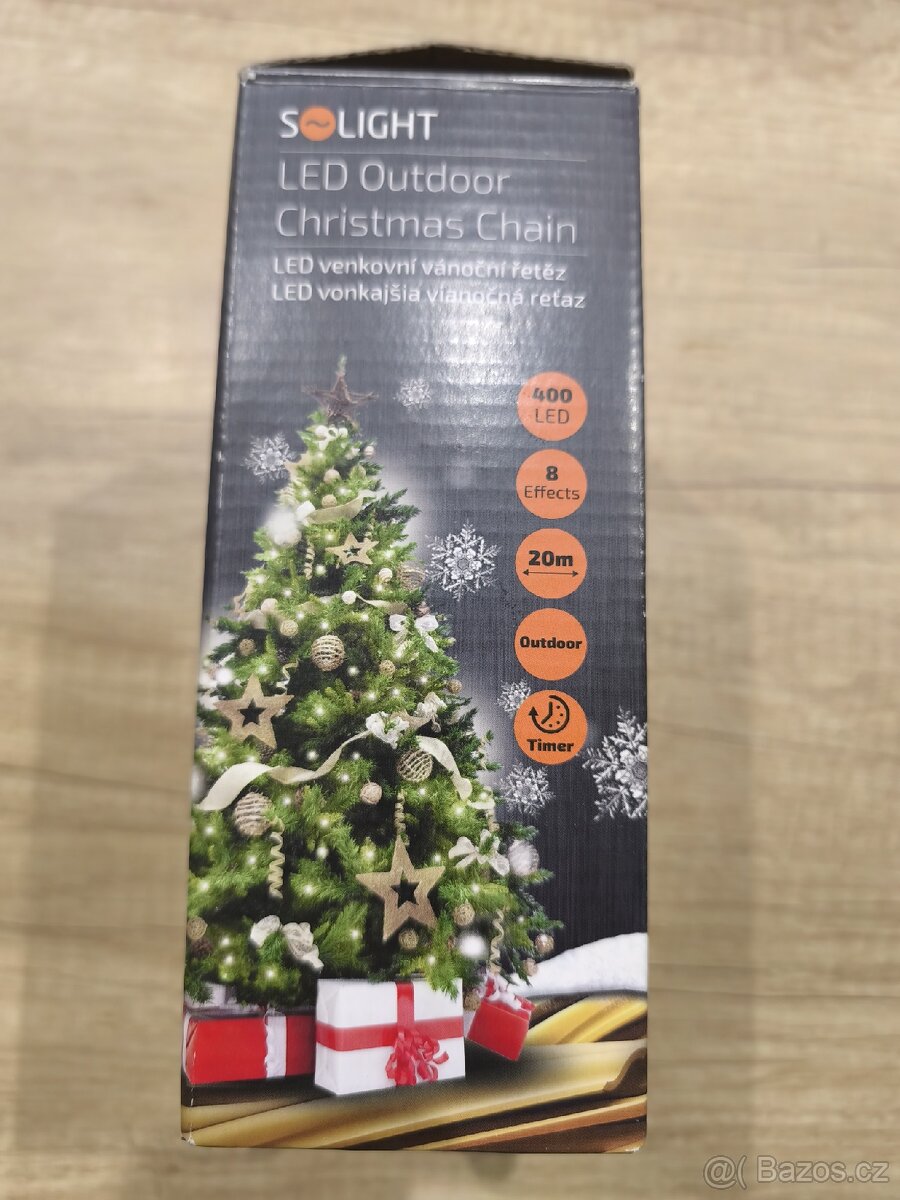 SOLIGHT
LED Outdoor
Christmas Chain
LED venkovní vánoční řetěz
LED vonkajšia vianočná reťaz
400
LED
8
Effects
20m
Outdoor
Timer
@( Bazos.cz